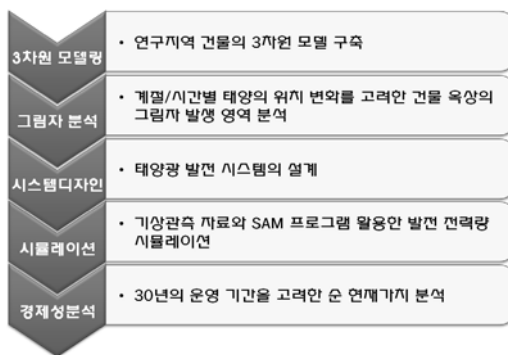 3차원 모델링
• 연구지역 건물의 3차원 모델 구축
그림자 분석
• 계절/시간별 태양의 위치 변화를 고려한 건물 옥상의
그림자 발생 영역 분석
시스템디자인
• 태양광 발전 시스템의 설계
시뮬레이션
• 기상관측 자료와 SAM 프로그램 활용한 발전 전력량
시뮬레이션
경제성분석
• 30년의 운영 기간을 고려한 순 현재가치 분석